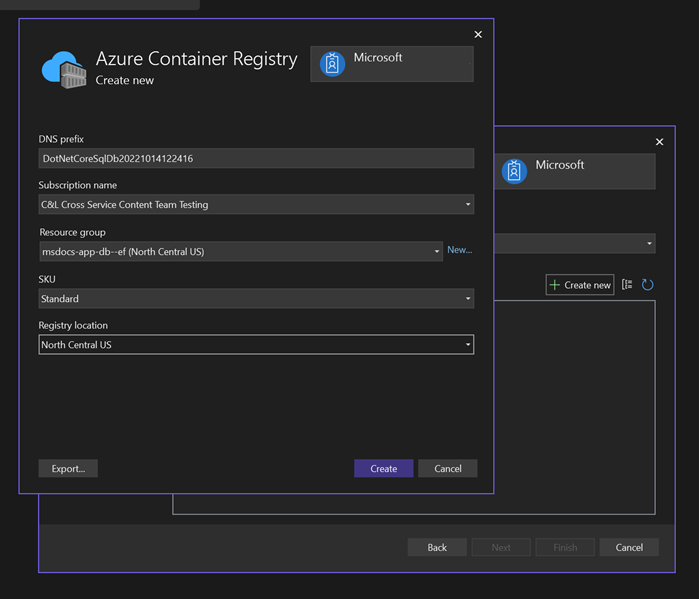 Azure Container Registry
Create new
Microsoft
DNS prefix
DotNetCoreSqlDb20221014122416
Subscription name
C&L Cross Service Content Team Testing
Resource group
msdocs-app-db--ef (North Central US)
New...
SKU
Standard
Registry location
North Central US
Export...
Create
Cancel
Microsoft
Create new
Back
Next
Finish
Cancel